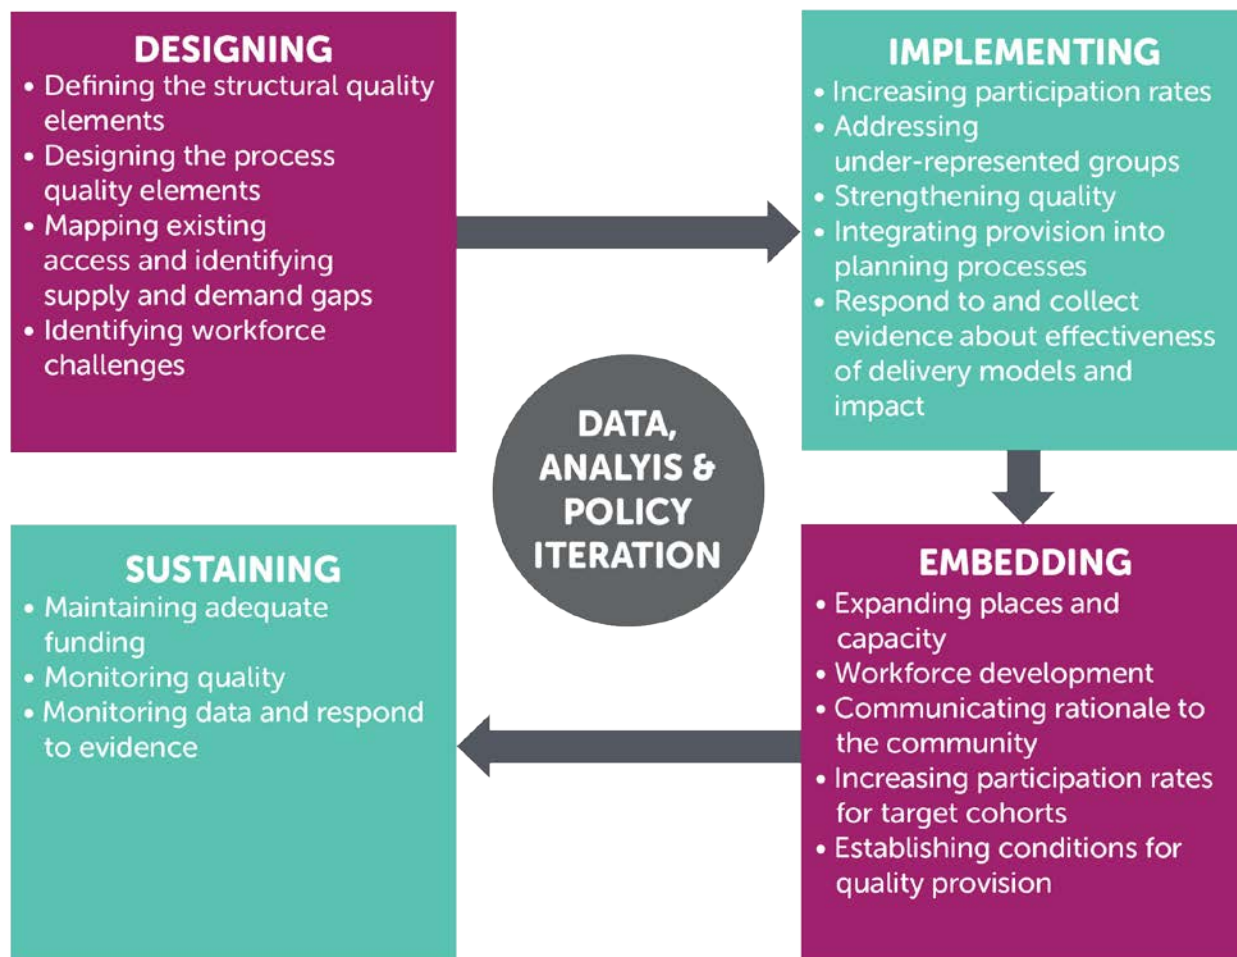 DESIGNING
• Defining the structural quality
elements
• Designing the process
quality elements
• Mapping existing
access and identifying
supply and demand gaps
• Identifying workforce
challenges
IMPLEMENTING
• Increasing participation rates
• Addressing
under-represented groups
• Strengthening quality
• Integrating provision into
planning processes
• Respond to and collect
evidence about effectiveness
of delivery models and
impact
DATA,
ANALYIS &
POLICY
ITERATION
SUSTAINING
• Maintaining adequate
funding
• Monitoring quality
• Monitoring data and respond
to evidence
EMBEDDING
• Expanding places and
capacity
• Workforce development
• Communicating rationale to
the community
• Increasing participation rates
for target cohorts
• Establishing conditions for
quality provision